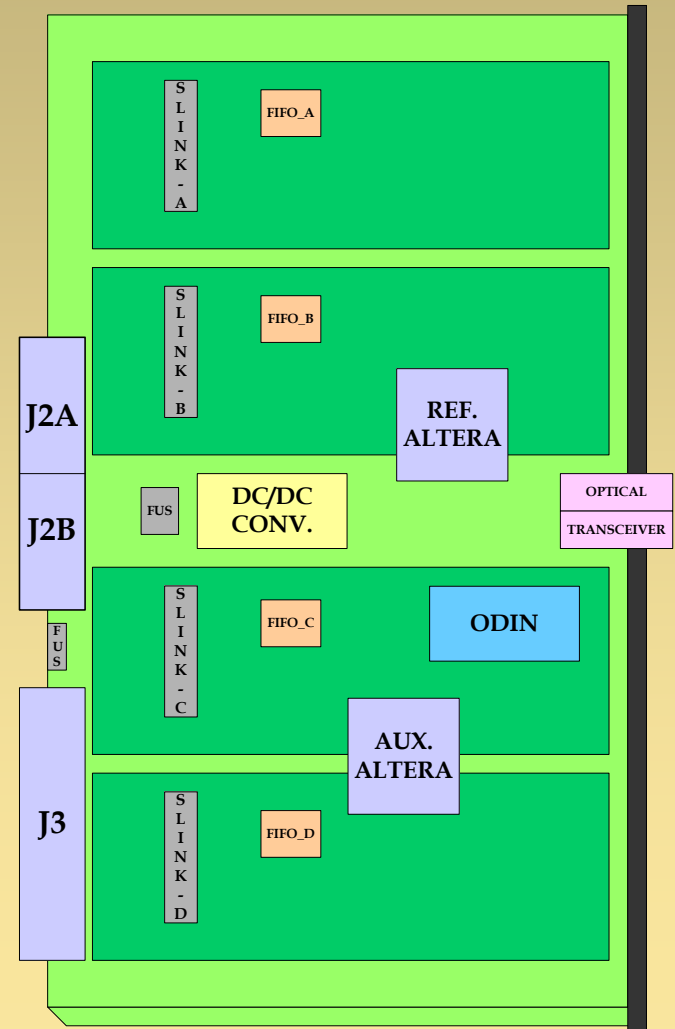 SLINK-A
FIFO_A
SLINK-B
FIFO_B
J2A
REF.
ALTERA
J2B
FUS
DC/DC
CONV.
OPTICAL
TRANSCEIVER
SLINK-C
FIFO_C
ODIN
FUS
AUX.
ALTERA
J3
SLINK-D
FIFO_D